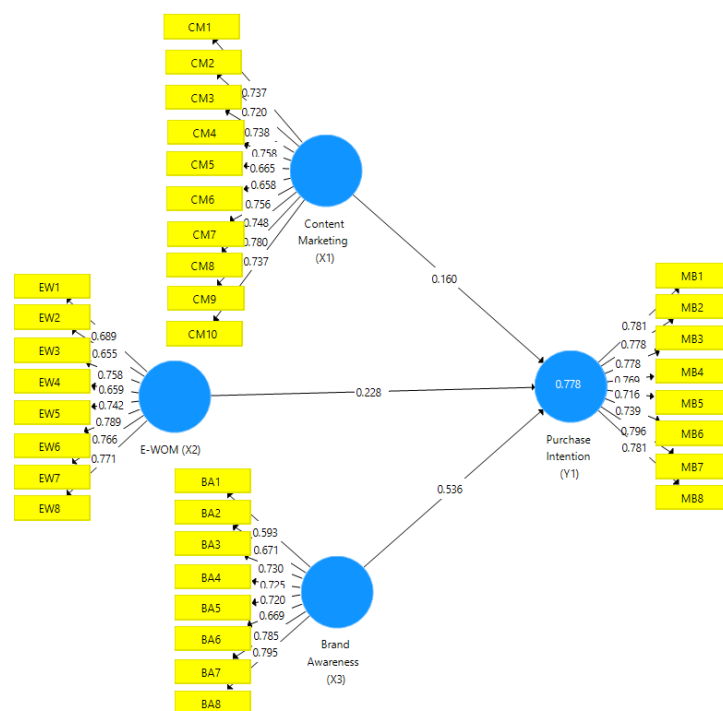 CM1
CM2
CM3
CM4
CM5
CM6
CM7
CM8
CM9
CM10
0.737
0.720
0.738
0.758
0.665
0.658
0.756
0.748
0.780
0.737
Content
Marketing
(X1)
0.160
EW1
EW2
EW3
EW4
EW5
EW6
EW7
EW8
0.689
0.655
0.758
0.659
0.742
0.789
0.766
0.771
E-WOM (X2)
0.228
BA1
BA2
BA3
BA4
BA5
BA6
BA7
BA8
0.593
0.671
0.730
0.725
0.720
0.669
0.785
0.795
Brand
Awareness
(X3)
0.536
0.778
Purchase
Intention
(Y1)
0.781
0.778
0.778
0.769
0.716
0.739
0.796
0.781
MB1
MB2
MB3
MB4
MB5
MB6
MB7
MB8